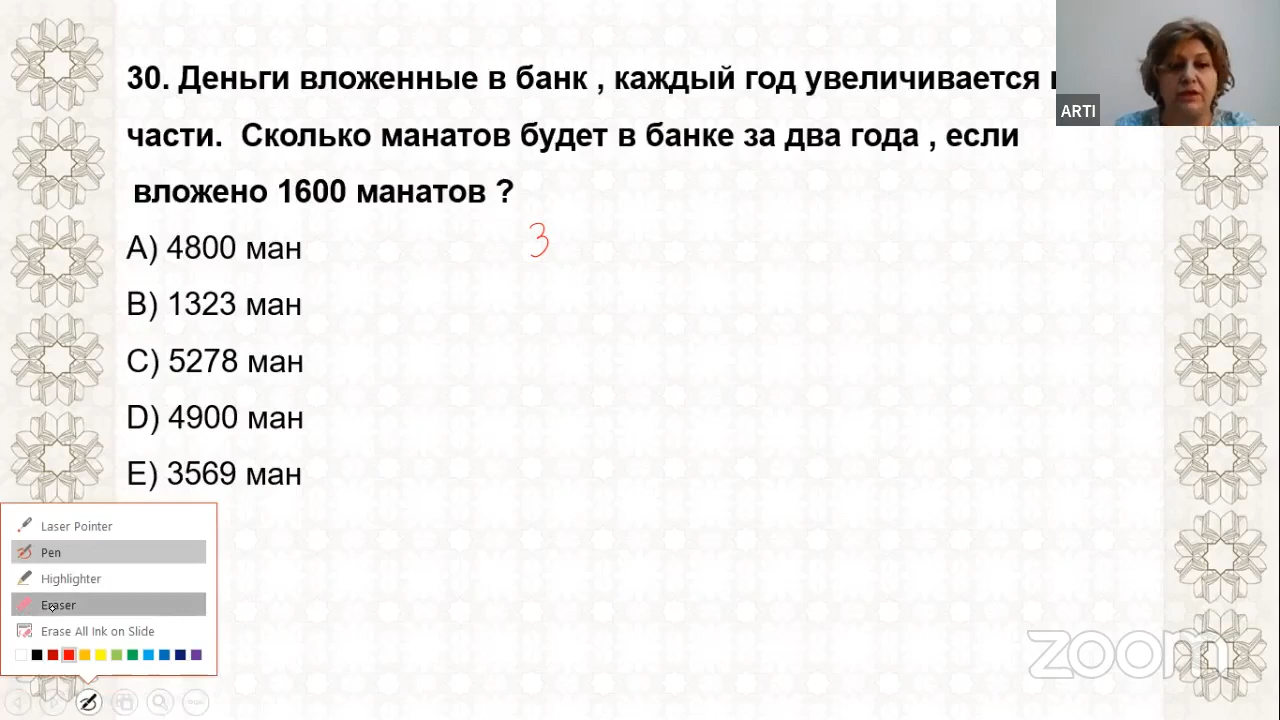 30. Деньги вложенные в банк , каждый год увеличивается
части. Сколько манатов будет в банке за два года , если
вложено 1600 манатов ?
3
A) 4800 ман
B) 1323 ман
C) 5278 ман
D) 4900 ман
E) 3569 ман
ARTI
Laser Pointer
Pen
Highlighter
Eraser
Erase All Ink on Slide
zoom